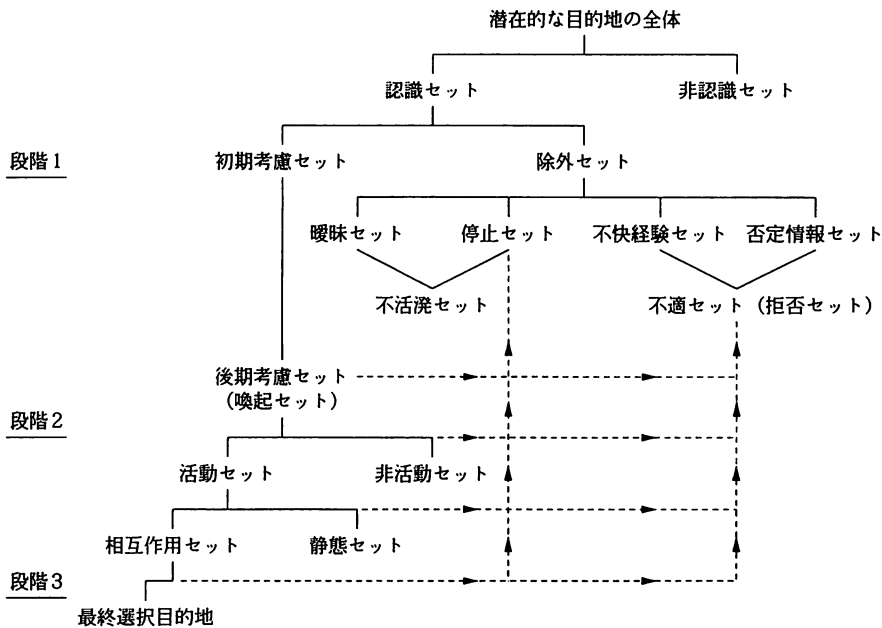 潜在的な目的地の全体
認識セット
非認識セット
段階1
初期考慮セット
除外セット
曖昧セット
停止セット
不快経験セット
否定情報セット
不活溌セット
不適セット（拒否セット）
後期考慮セット
（喚起セット）
段階2
活動セット
非活動セット
相互作用セット
静態セット
段階3
最終選択目的地